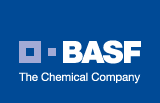 BASF
The Chemical Company